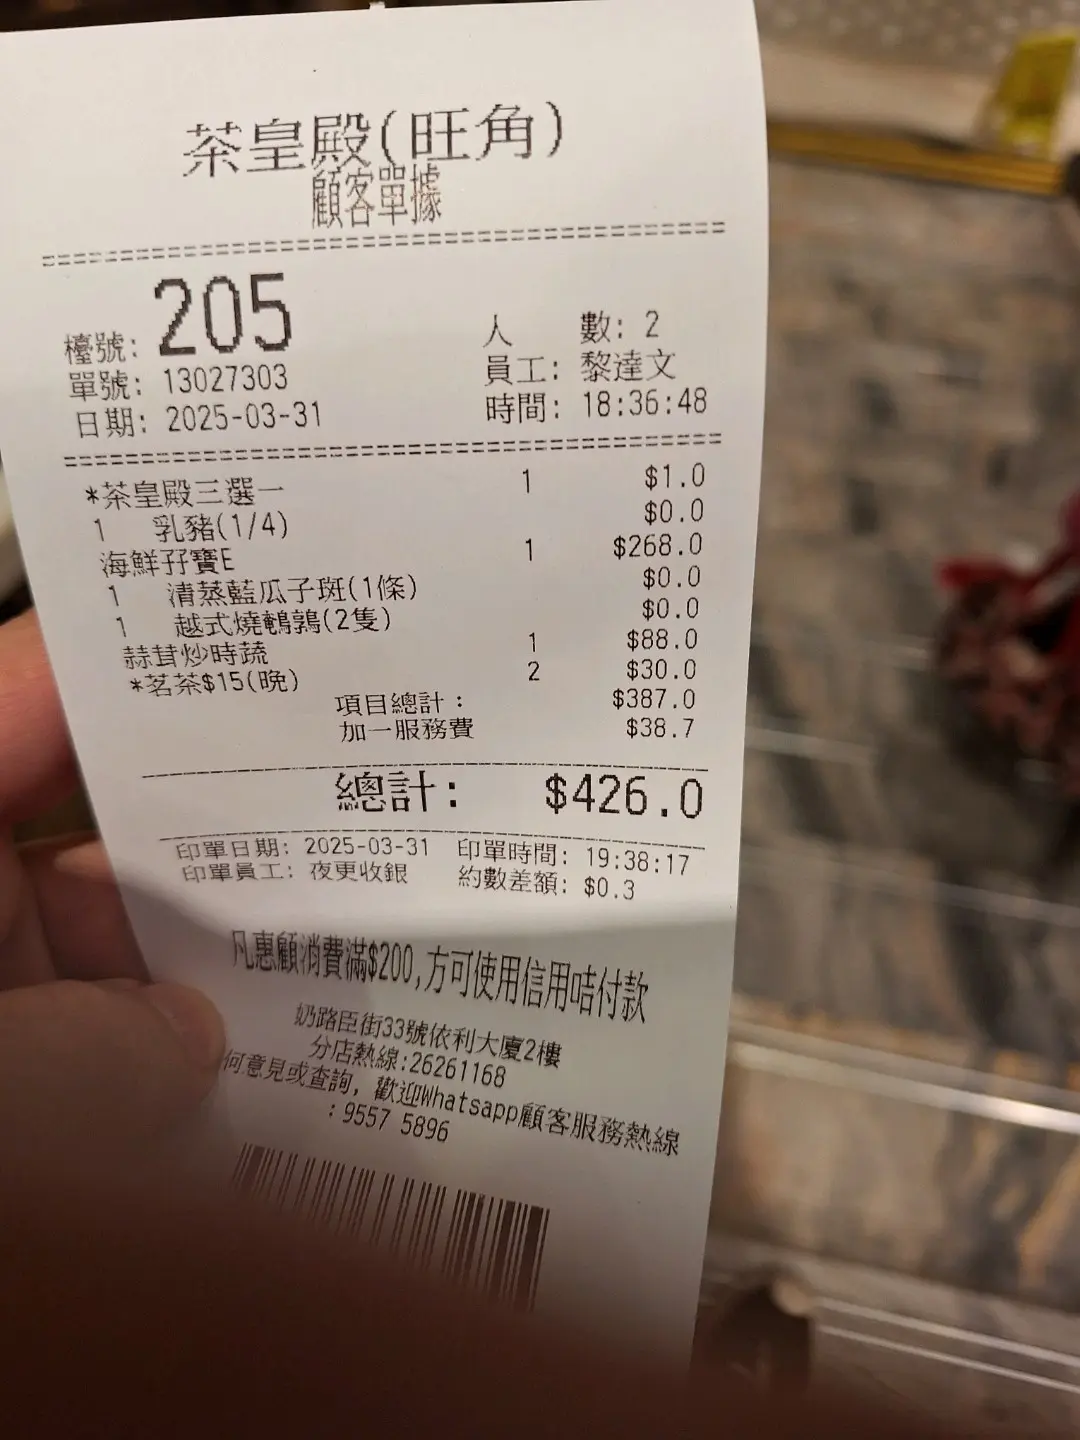 茶皇殿(旺角)
顧客單據
檯號: 205 人 數: 2
單號: 13027303 員工: 黎達文
日期: 2025-03-31 時間: 18:36:48
*茶皇殿三選一 1 $1.0
1 乳豬(1/4) $0.0
海鮮孖寶E 1 $268.0
1 清蒸藍瓜子斑(1條) $0.0
1 越式燒鵪鶉(2隻) $0.0
蒜茸炒時蔬 1 $88.0
*茗茶$15(晚) 2 $30.0
項目總計: $387.0
加一服務費 $38.7
總計: $426.0
印單日期: 2025-03-31 印單時間: 19:38:17
印單員工: 夜更收銀 約數差額: $0.3
凡惠顧消費滿$200,方可使用信用咭付款
奶路臣街33號依利大廈2樓
分店熱線:26261168
何意見或查詢, 歡迎Whatsapp顧客服務熱線
: 9557 5896